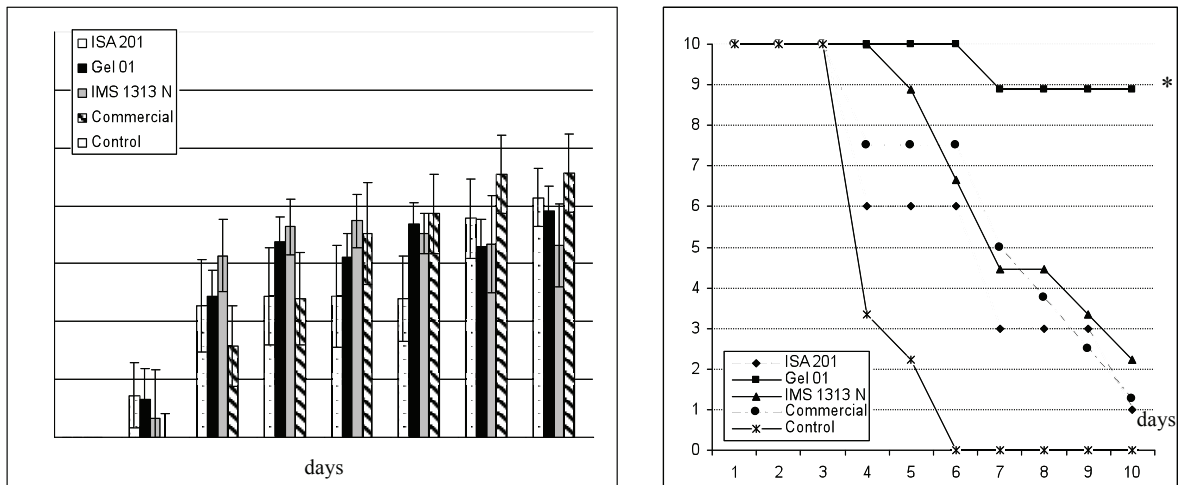 ISA 201
Gel 01
IMS 1313 N
Commercial
Control
days
10
9
8
7
6
5
4
3
2
1
0
*
ISA 201
Gel 01
IMS 1313 N
Commercial
Control
days
1 2 3 4 5 6 7 8 9 10